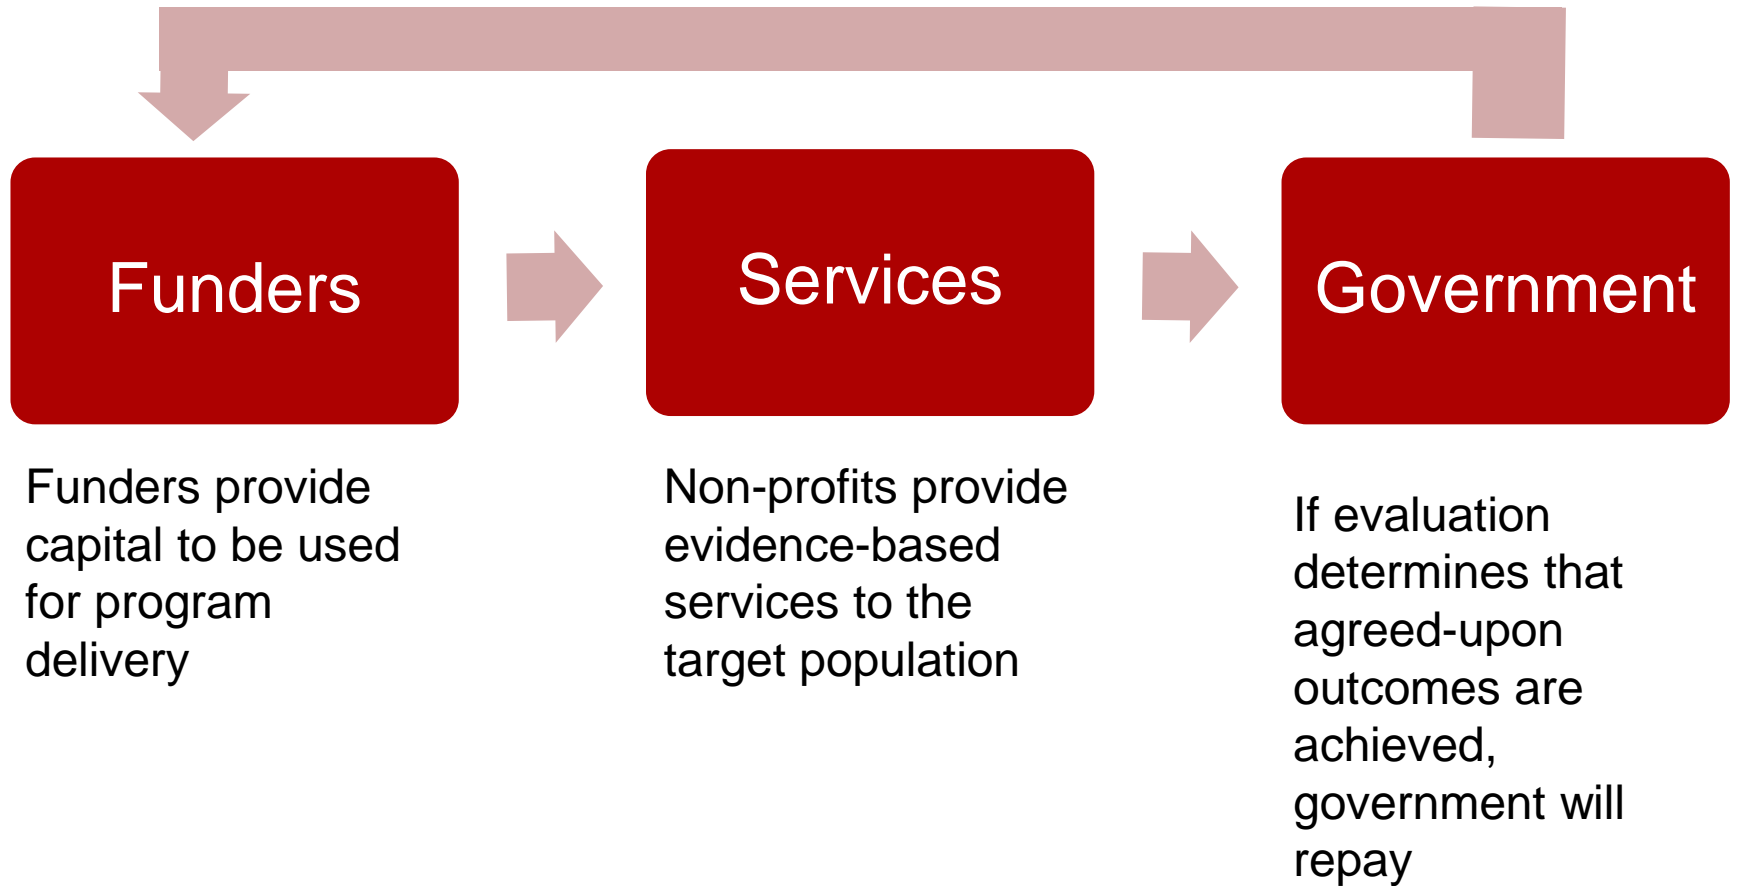 Funders
Services
Government
Funders provide
capital to be used
for program
delivery
Non-profits provide
evidence-based
services to the
target population
If evaluation
determines that
agreed-upon
outcomes are
achieved,
government will
repay